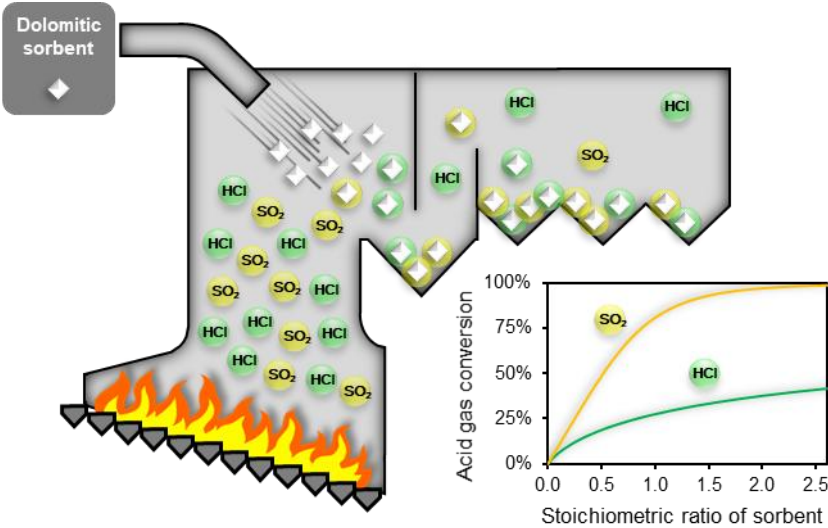 Dolomitic
sorbent
HCl
HCl
SO₂
HCl
HCl
SO₂
SO₂
HCl
HCl
SO₂
SO₂
SO₂
HCl
HCl
HCl
SO₂
HCl
HCl
SO₂
HCl
SO₂
100%
75%
50%
25%
0%
Acid gas conversion
SO₂
HCl
0.0 0.5 1.0 1.5 2.0 2.5
Stoichiometric ratio of sorbent